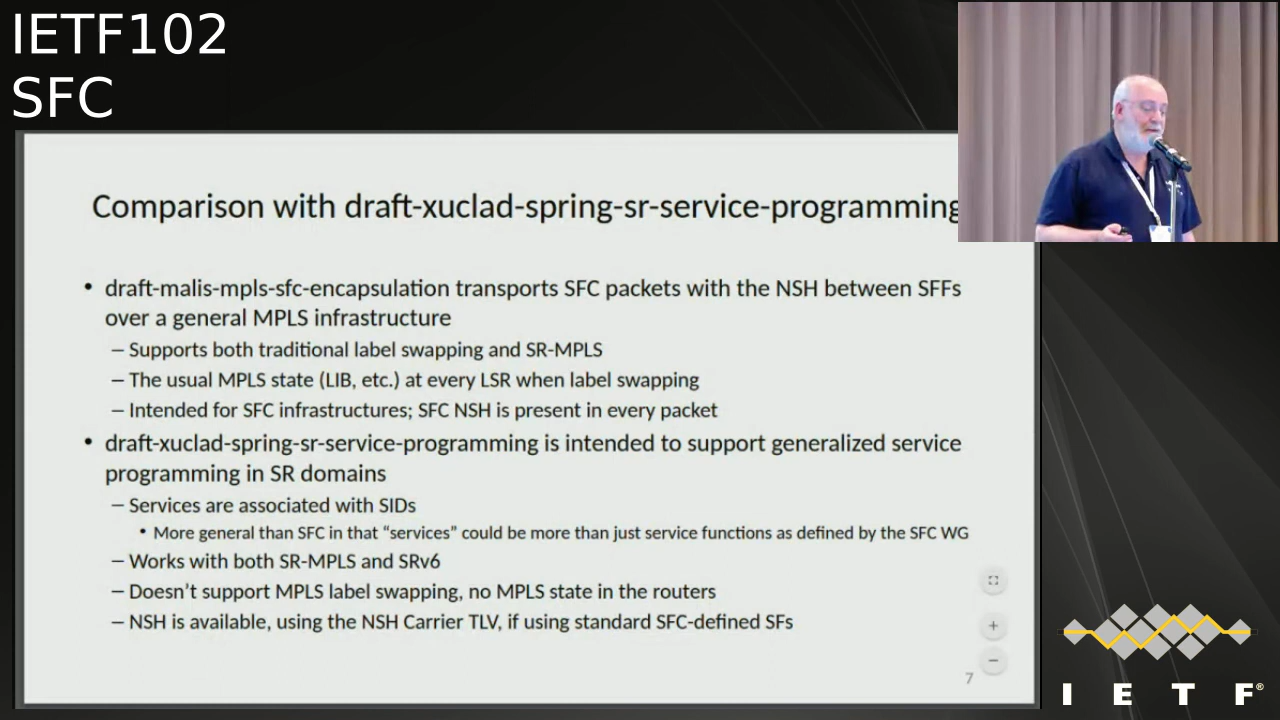 IETF102
SFC
Comparison with draft-xuclad-spring-sr-service-programming
• draft-malis-mpls-sfc-encapsulation transports SFC packets with the NSH between SFFs
over a general MPLS infrastructure
– Supports both traditional label swapping and SR-MPLS
– The usual MPLS state (LIB, etc.) at every LSR when label swapping
– Intended for SFC infrastructures; SFC NSH is present in every packet
• draft-xuclad-spring-sr-service-programming is intended to support generalized service
programming in SR domains
– Services are associated with SIDs
• More general than SFC in that “services” could be more than just service functions as defined by the SFC WG
– Works with both SR-MPLS and SRv6
– Doesn’t support MPLS label swapping, no MPLS state in the routers
– NSH is available, using the NSH Carrier TLV, if using standard SFC-defined SFs
7
I E T F®